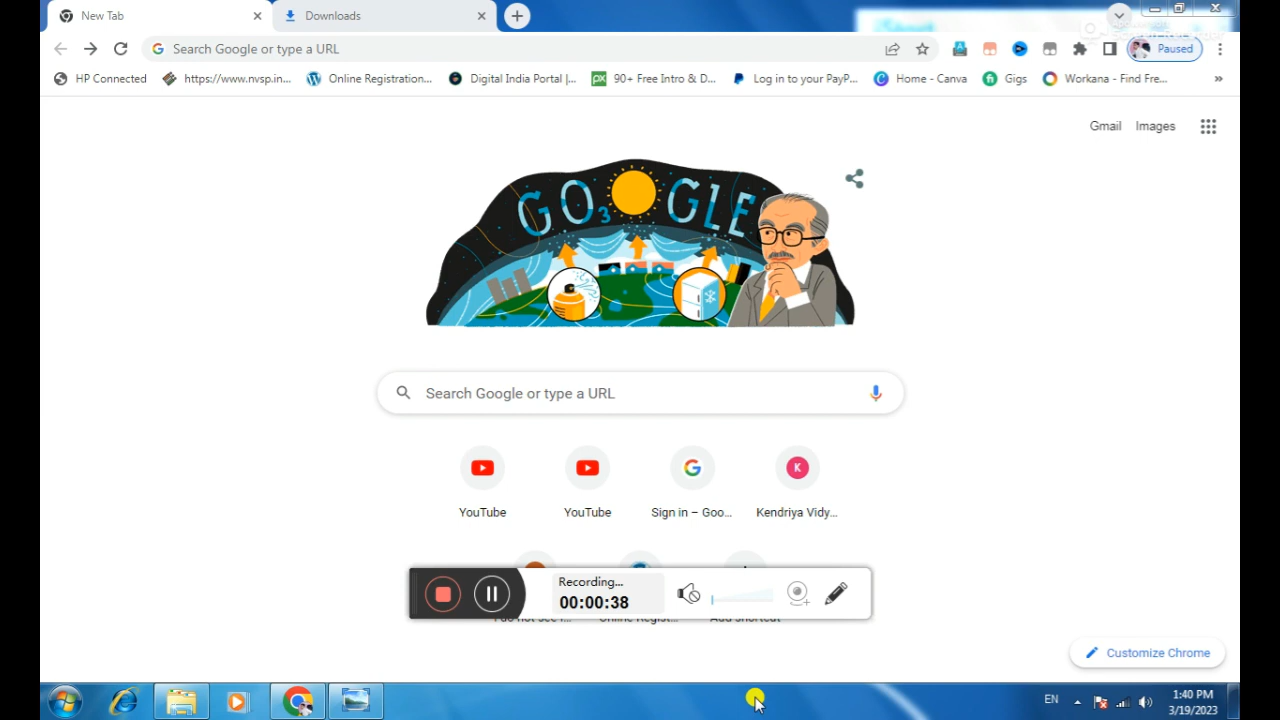 New Tab
Downloads
Search Google or type a URL
Paused
HP Connected
https://www.nvsp.in...
Online Registration...
Digital India Portal |...
90+ Free Intro & D...
Log in to your PayP...
Home - Canva
Gigs
Workana - Find Fre...
»
Gmail
Images
GO3GLE
Search Google or type a URL
YouTube
YouTube
Sign in – Goo...
Kendriya Vidy...
K
Recording...
00:00:38
Customize Chrome
EN
1:40 PM
3/19/2023